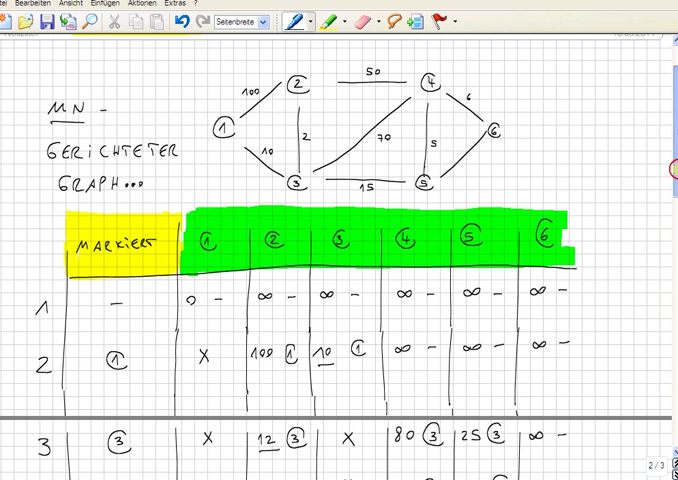 Bearbeiten Ansicht Einfügen Aktionen Extras ?
Seitenbreite
100
②
50
④
6
MN -
①
2
70
5
⑥
GERICHTETER
10
GRAPH...
③
15
⑤
MARKIERT ① ② ③ ④ ⑤ ⑥
1 - 0 - ∞ - ∞ - ∞ - ∞ - ∞ -
2 ① X 100 ① 10 ① ∞ - ∞ - ∞ -
3 ③ X 12 ③ X 80 ③ 25 ③ ∞ -
2 / 3